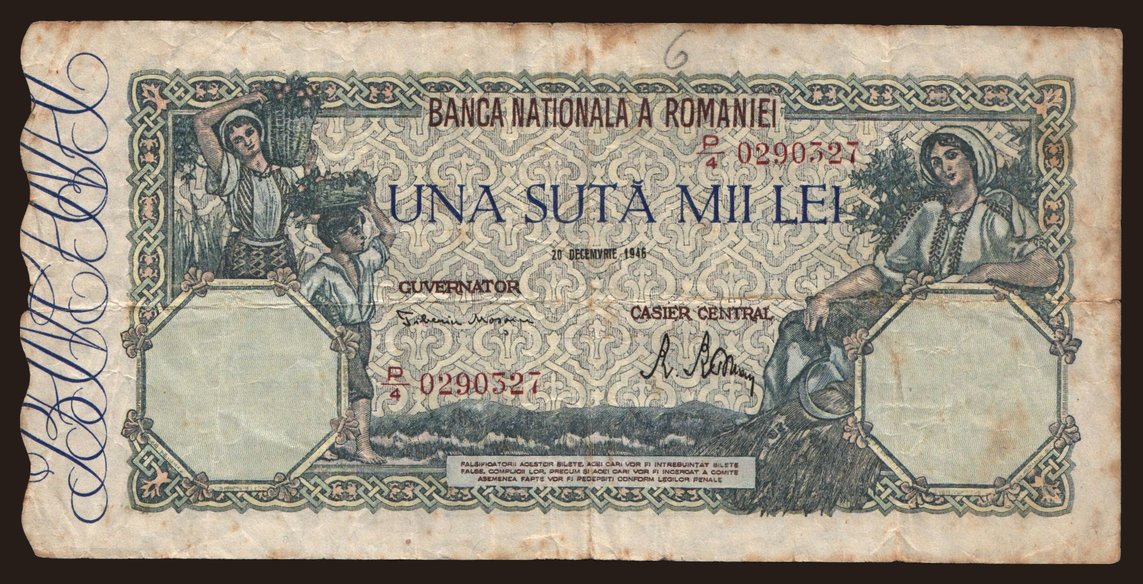 6
BANCA NATIONALA A ROMANIEI
P/4 0290327
UNA SUTĂ MII LEI
20 DECEMVRIE 1946
GUVERNATOR
CASIER CENTRAL
P/4 0290327
FALSIFICATORII ACESTOR BILETE, ACEI CARI VOR FI INTREBUINTAT BILETE
FALSE, COMPLICII LOR, PRECUM SI ACEI CARI VOR FI INCERCAT A COMITE
ASEMENEA FAPTE VOR FI PEDEPSITI CONFORM LEGILOR PENALE